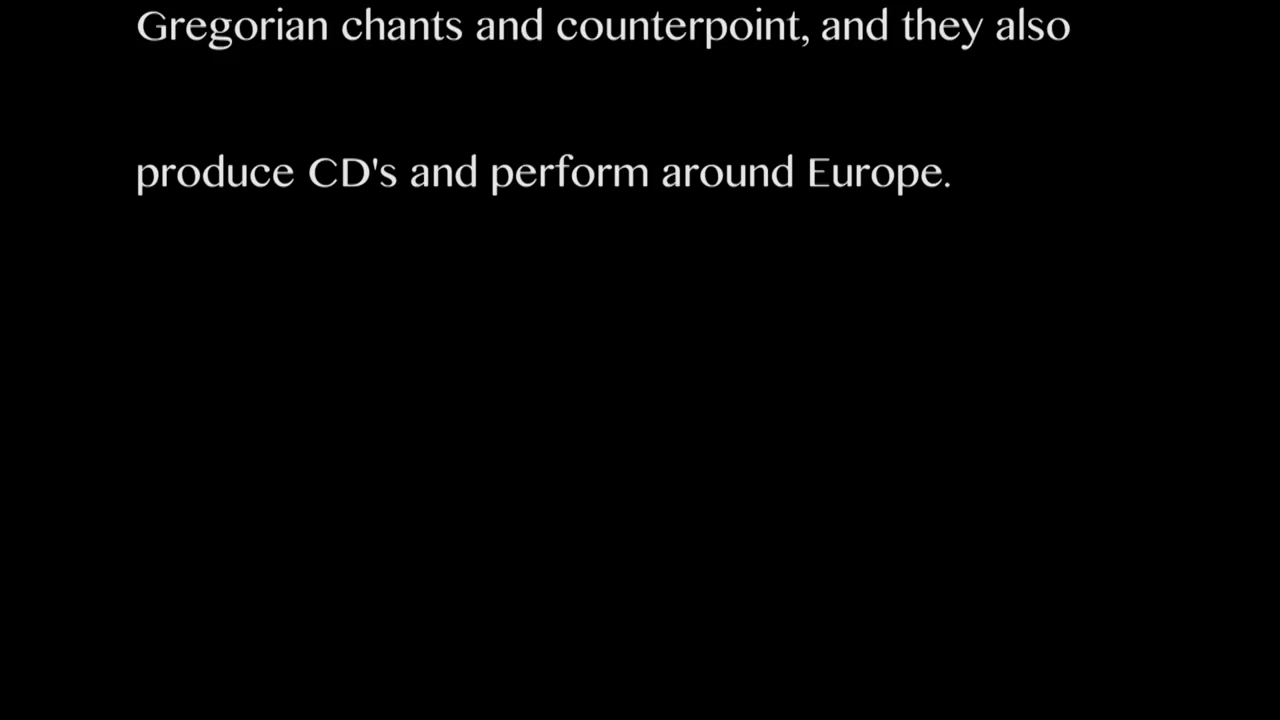 Gregorian chants and counterpoint, and they also
produce CD's and perform around Europe.